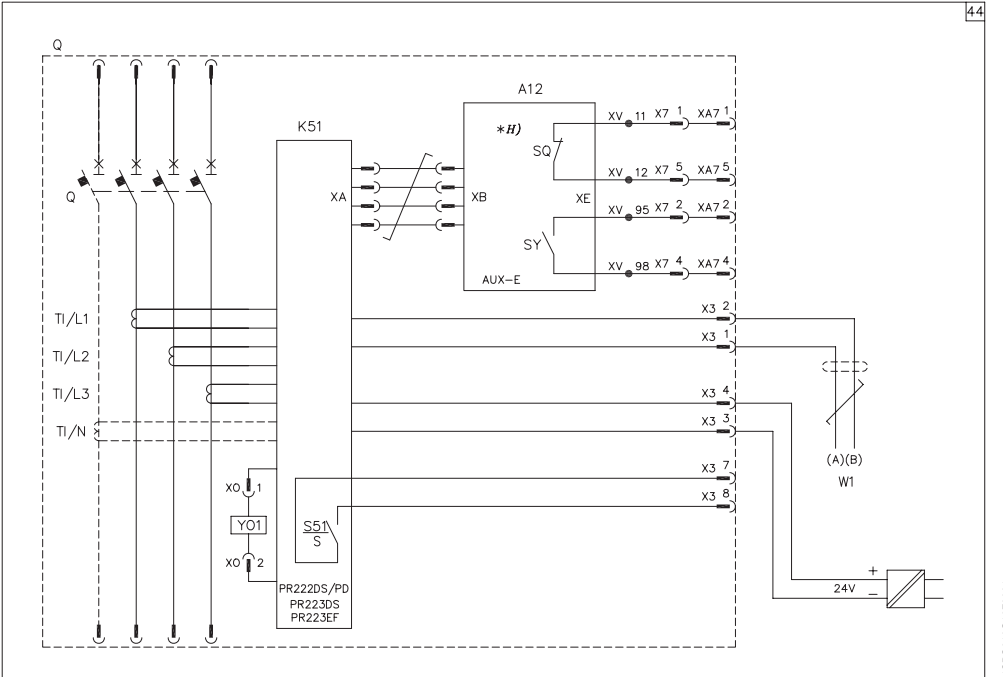 44
Q
A12
K51
*H)
XV 11 X7 1 XA7 1
SQ
XV 12 X7 5 XA7 5
XA
XB
XE
XV 95 X7 2 XA7 2
Q
SY
XV 98 X7 4 XA7 4
AUX-E
X3 2
TI/L1
X3 1
TI/L2
TI/L3
X3 4
X3 3
TI/N
(A)(B)
X3 7
W1
XO 1
X3 8
YO1
S51
S
XO 2
+
24V
−
PR222DS/PD
PR223DS
PR223EF